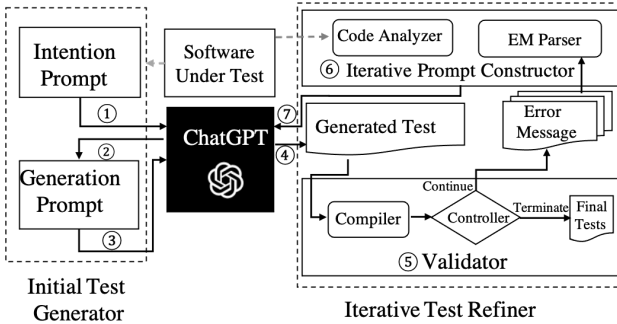 Intention
Prompt
Software
Under Test
Code Analyzer
EM Parser
⑥ Iterative Prompt Constructor
①
②
③
ChatGPT
④
⑦
Generated Test
Error
Message
Generation
Prompt
Continue
Compiler
Controller
Terminate
Final
Tests
⑤ Validator
Initial Test
Generator
Iterative Test Refiner